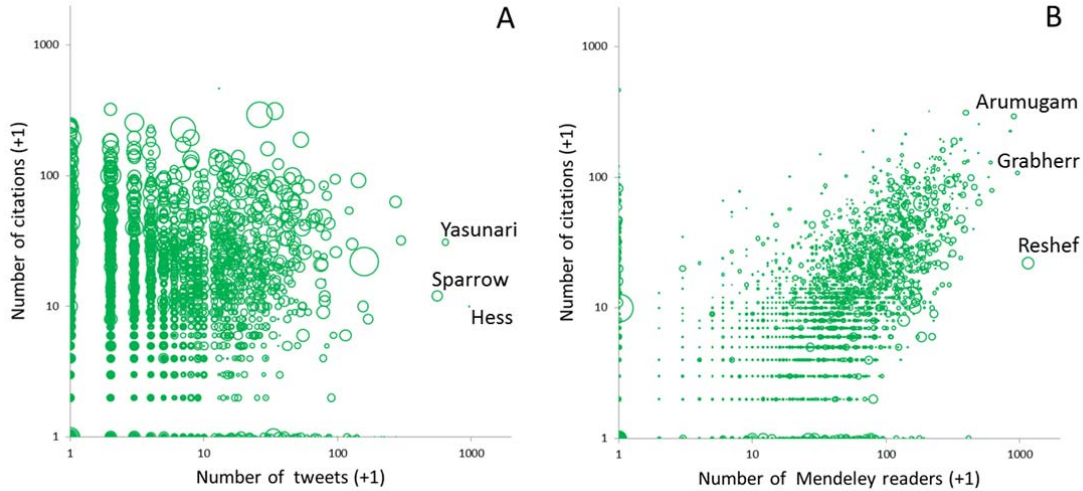 A
Number of citations (+1)
1000
100
10
1
Yasunari
Sparrow
Hess
1
10
100
1000
Number of tweets (+1)
B
Number of citations (+1)
1000
100
10
1
Arumugam
Grabherr
Reshef
1
10
100
1000
Number of Mendeley readers (+1)